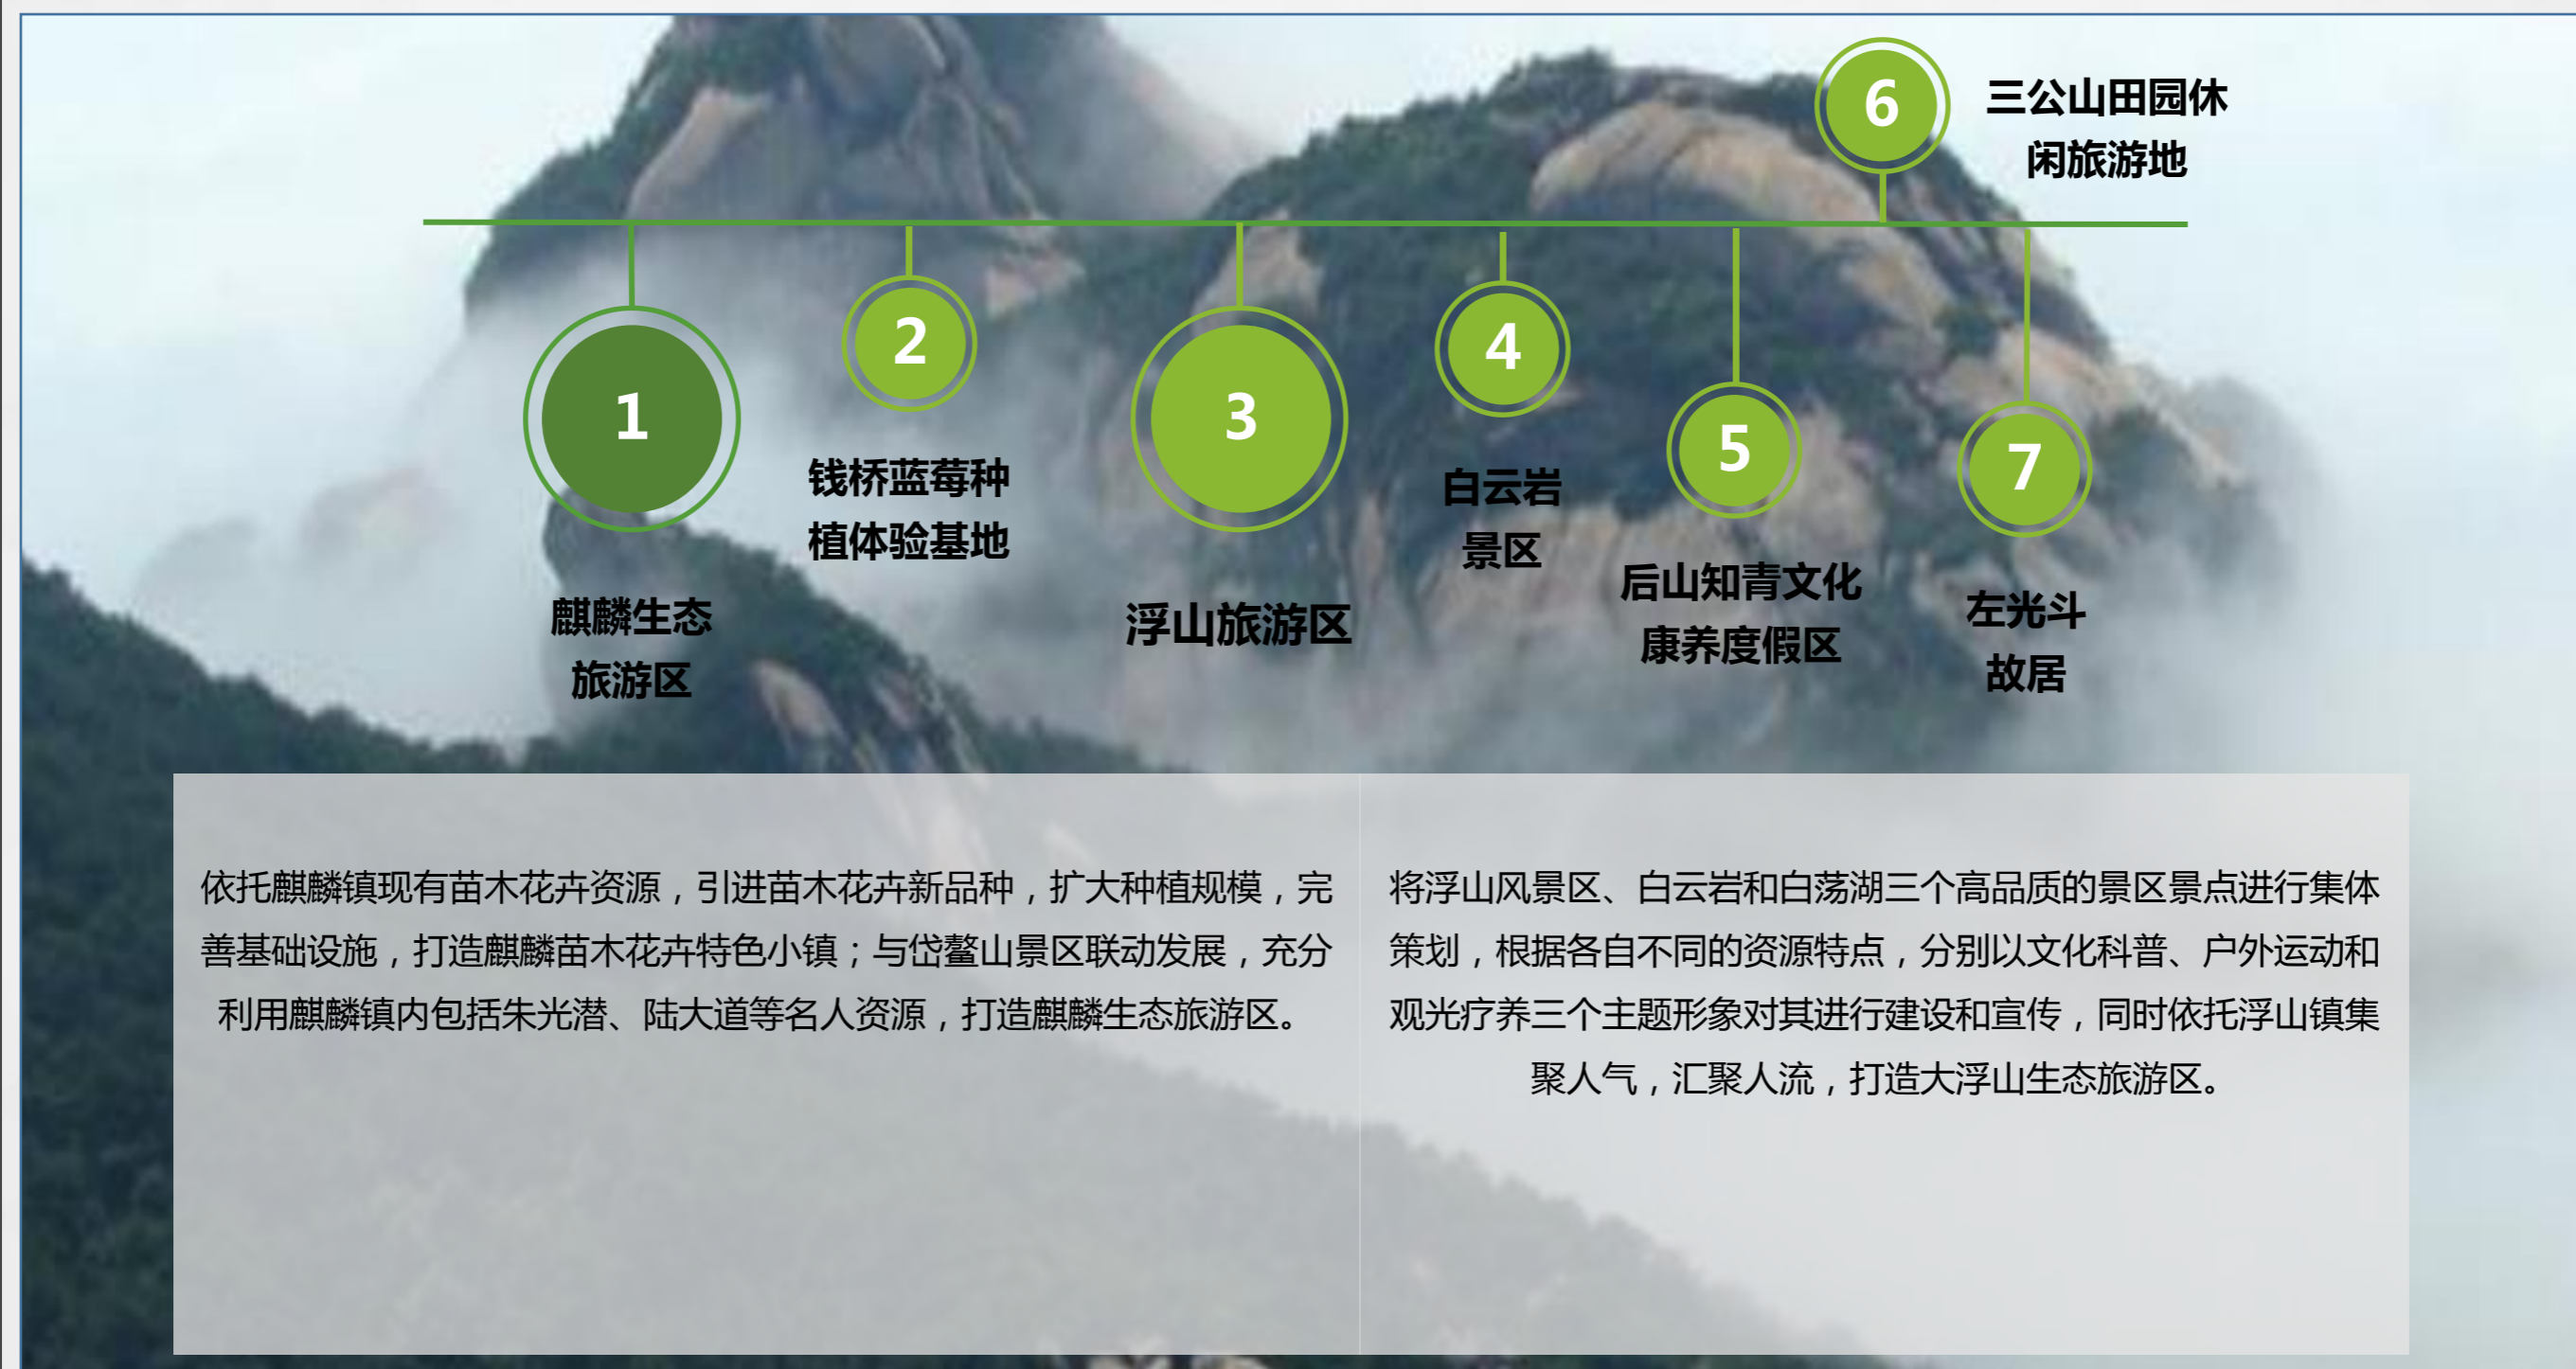 6
三公山田园休
闲旅游地
1
麒麟生态
旅游区
2
钱桥蓝莓种
植体验基地
3
浮山旅游区
4
白云岩
景区
5
后山知青文化
康养度假区
7
左光斗
故居
依托麒麟镇现有苗木花卉资源，引进苗木花卉新品种，扩大种植规模，完
善基础设施，打造麒麟苗木花卉特色小镇；与岱鳌山景区联动发展，充分
利用麒麟镇内包括朱光潜、陆大道等名人资源，打造麒麟生态旅游区。
将浮山风景区、白云岩和白荡湖三个高品质的景区景点进行集体
策划，根据各自不同的资源特点，分别以文化科普、户外运动和
观光疗养三个主题形象对其进行建设和宣传，同时依托浮山镇集
聚人气，汇聚人流，打造大浮山生态旅游区。